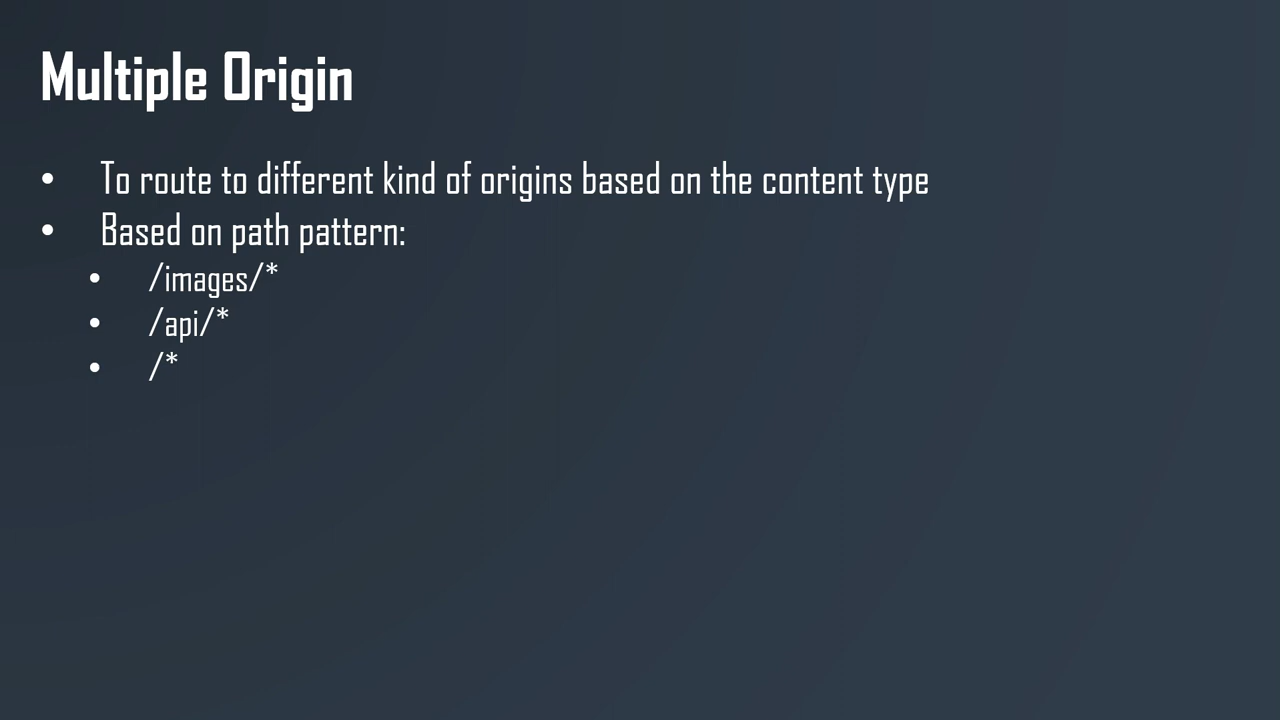 Multiple Origin
• To route to different kind of origins based on the content type
• Based on path pattern:
• /images/*
• /api/*
• /*